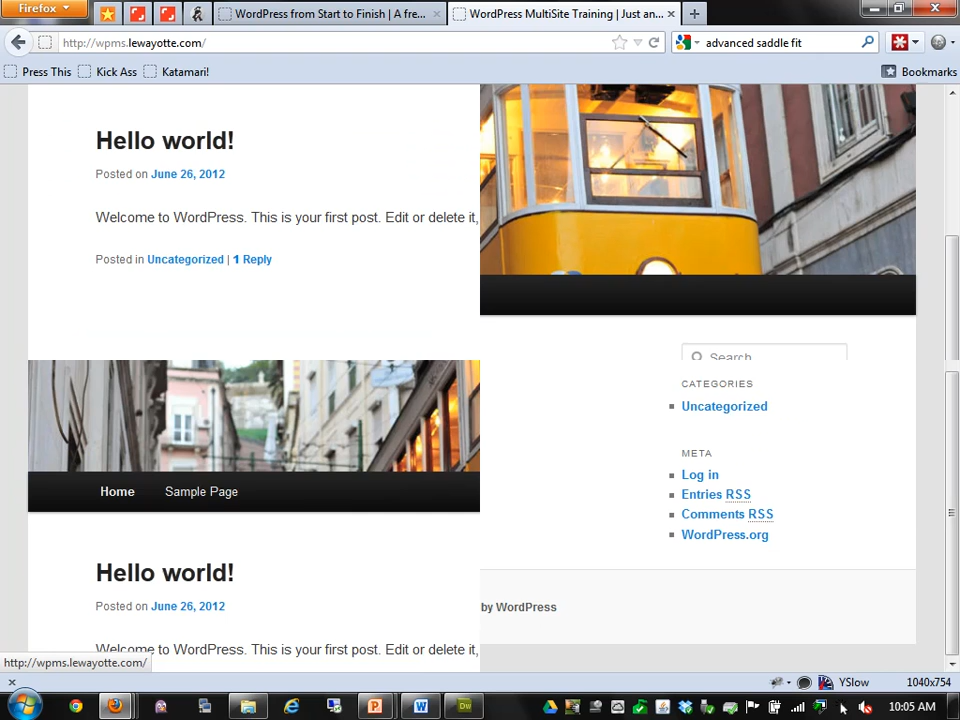 Firefox
WordPress from Start to Finish | A fre...
WordPress MultiSite Training | Just an...
http://wpms.lewayotte.com/
advanced saddle fit
Press This
Kick Ass
Katamari!
Bookmarks
Hello world!
Posted on June 26, 2012
Welcome to WordPress. This is your first post. Edit or delete it,
Posted in Uncategorized | 1 Reply
Search
CATEGORIES
Uncategorized
META
Log in
Entries RSS
Comments RSS
WordPress.org
Home Sample Page
Hello world!
Posted on June 26, 2012
by WordPress
Welcome to WordPress. This is your first post. Edit or delete it,
http://wpms.lewayotte.com/
YSlow
1040x754
10:05 AM